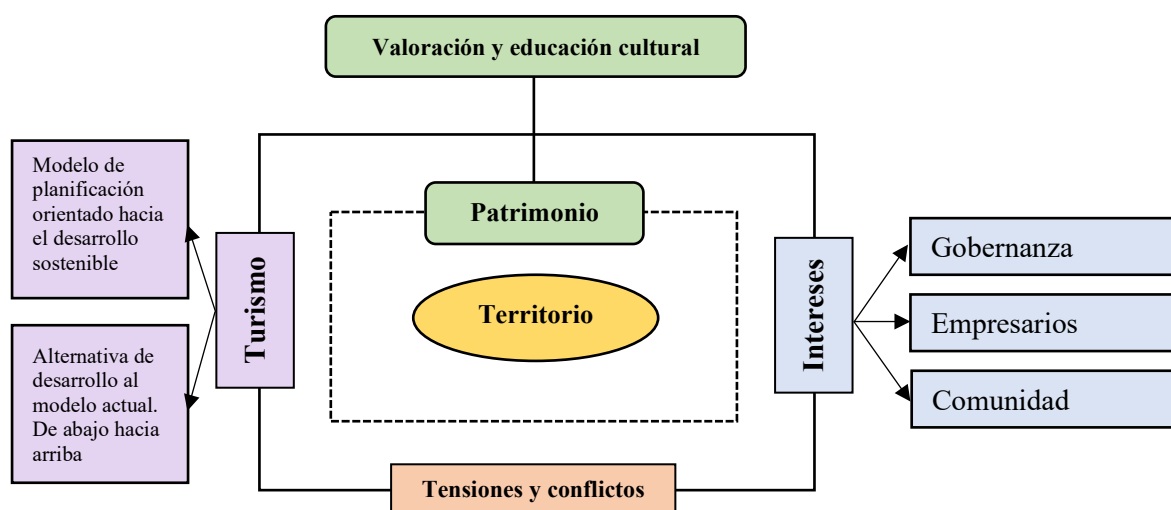 Valoración y educación cultural
Modelo de
planificación
orientado hacia
el desarrollo
sostenible
Alternativa de
desarrollo al
modelo actual.
De abajo hacia
arriba
Turismo
Patrimonio
Territorio
Tensiones y conflictos
Intereses
Gobernanza
Empresarios
Comunidad